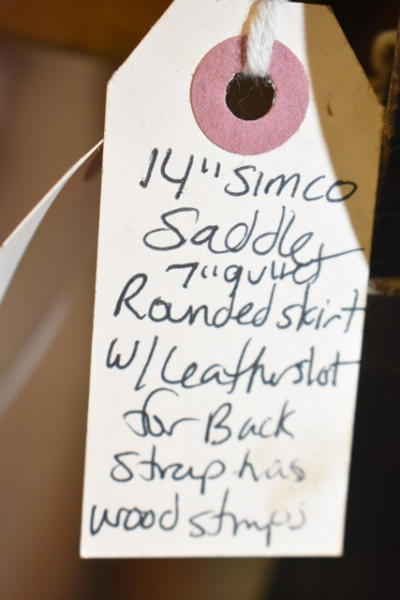 14" Simco
Saddle
7" gullet
Rounded skirt
w/Leather slot
for Back
Strap has
wood stirrups